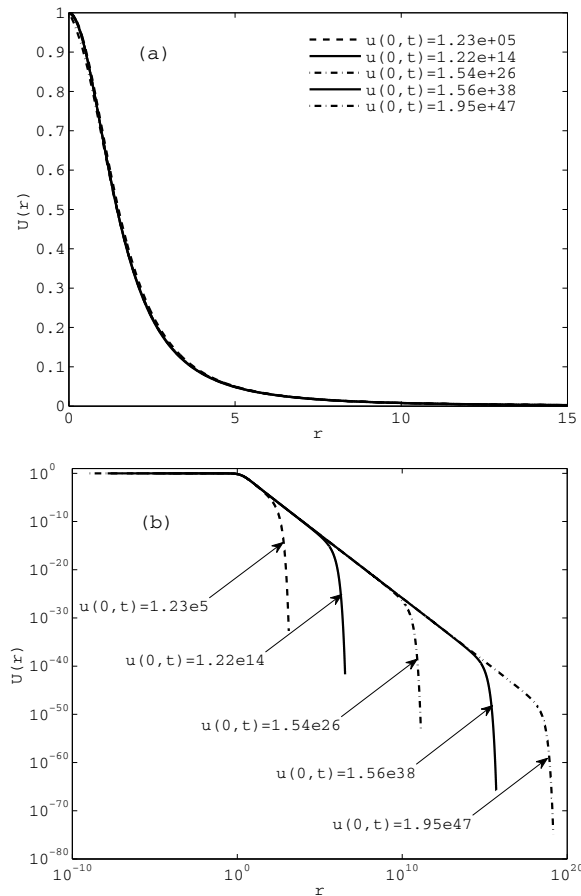 1
0.9
0.8
0.7
0.6
0.5
0.4
0.3
0.2
0.1
0
U(r)
(a)
u(0,t)=1.23e+05
u(0,t)=1.22e+14
u(0,t)=1.54e+26
u(0,t)=1.56e+38
u(0,t)=1.95e+47
0 5 10 15
r
10^0
10^-10
10^-20
10^-30
10^-40
10^-50
10^-60
10^-70
10^-80
U(r)
(b)
u(0,t)=1.23e5
u(0,t)=1.22e14
u(0,t)=1.54e26
u(0,t)=1.56e38
u(0,t)=1.95e47
10^-10 10^0 10^10 10^20
r